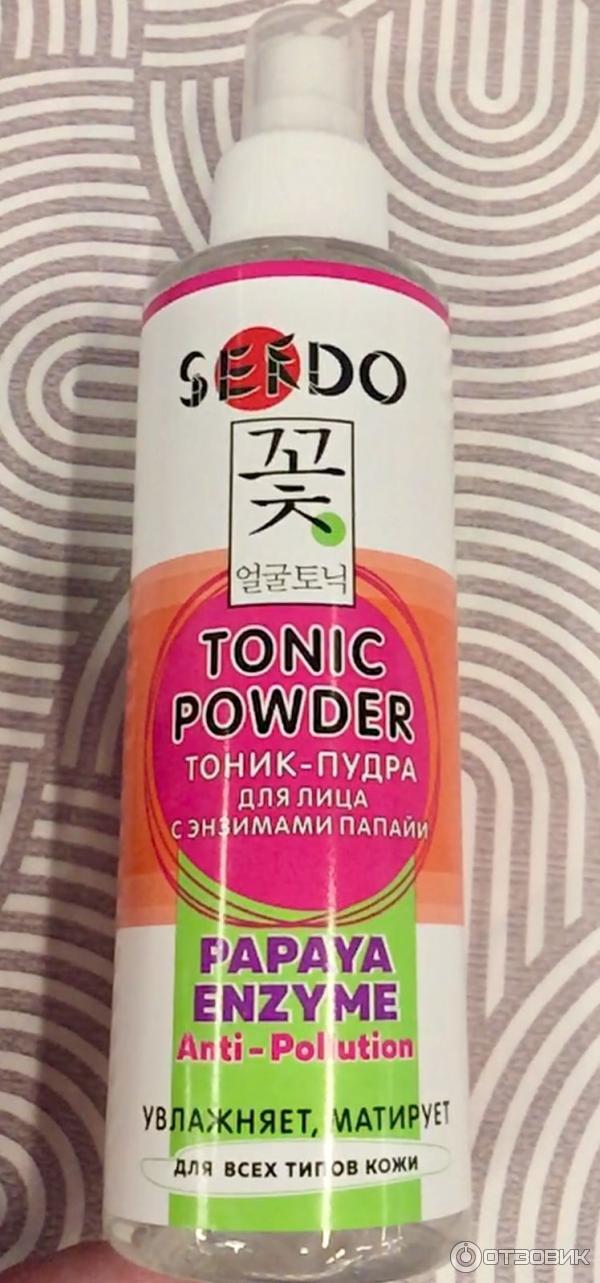 SENDO
꽃
얼굴토닉
TONIC
POWDER
ТОНИК-ПУДРА
ДЛЯ ЛИЦА
С ЭНЗИМАМИ ПАПАЙИ
PAPAYA
ENZYME
Anti-Pollution
УВЛАЖНЯЕТ, МАТИРУЕТ
ДЛЯ ВСЕХ ТИПОВ КОЖИ
ОТЗОВИК